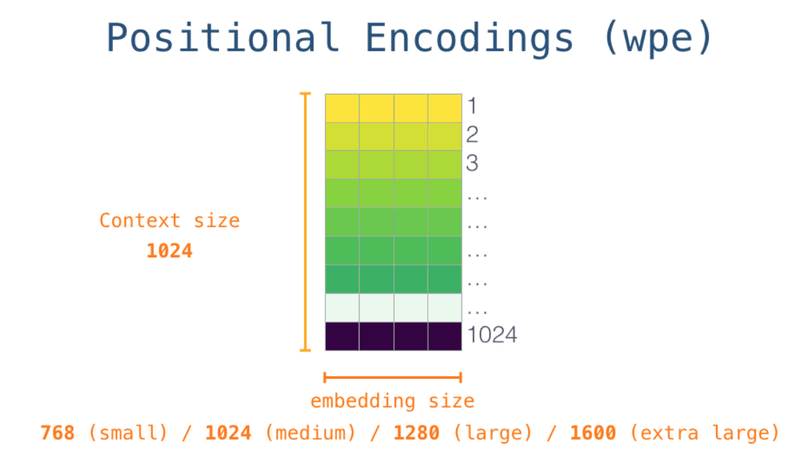 Positional Encodings (wpe)
1
2
3
...
...
...
...
...
1024
Context size
1024
embedding size
768 (small) / 1024 (medium) / 1280 (large) / 1600 (extra large)